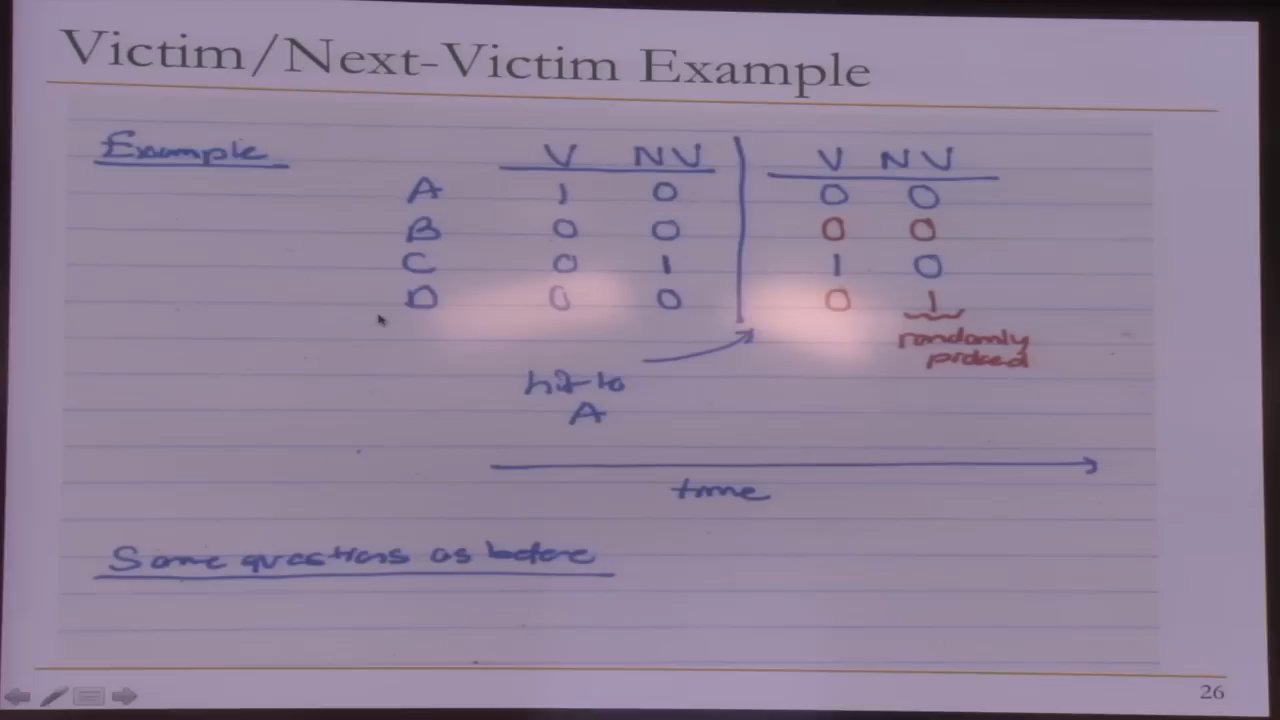 Victim/Next-Victim Example
Example V NV V NV
A 1 0 0 0
B 0 0 0 0
C 0 1 1 0
D 0 0 0 1
randomly
picked
hit to
A
time
Same questions as before
26